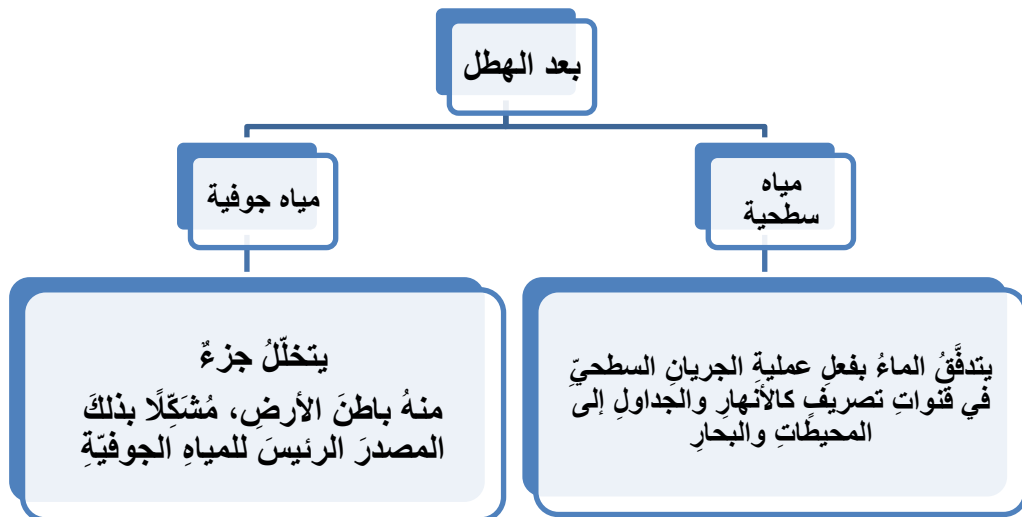 بعد الهطل
مياه
سطحية
مياه جوفية
يتدفَّقُ الماءُ بفعلِ عمليةِ الجريانِ السطحيِّ
في قنواتِ تصريفٍ كالأنهارِ والجداولِ إلى
المحيطاتِ والبحارِ
يتخلّلُ جزءٌ
منهُ باطنَ الأرضِ، مُشَكِّلًا بذلكَ
المصدرَ الرئيسَ للمياهِ الجوفيّةِ